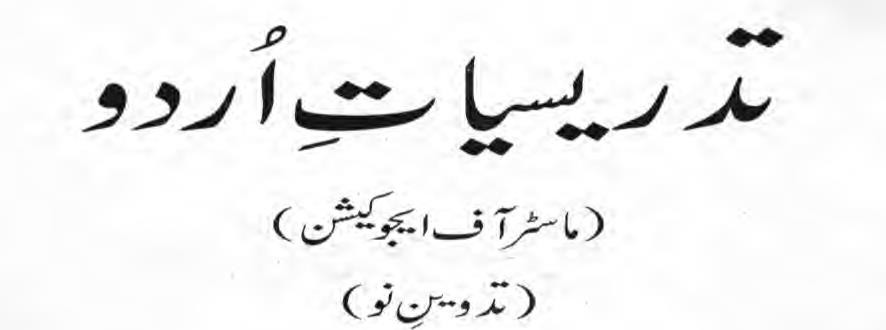 تدریسیاتِ اُردو
(ماسٹر آف ایجوکیشن)
(تدوینِ نو)